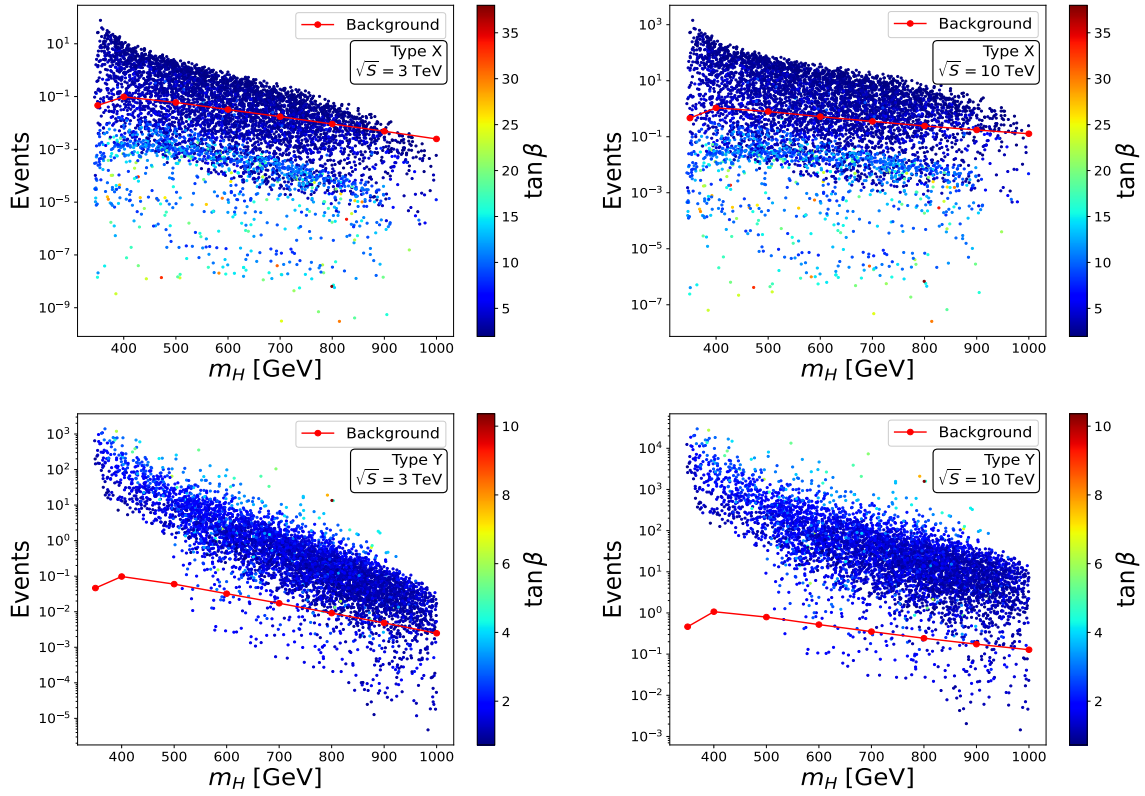 Background
Type X
√S = 3 TeV
10^1
10^-1
10^-3
10^-5
10^-7
10^-9
Events
400 500 600 700 800 900 1000
m_H [GeV]
35
30
25
20
15
10
5
tan β
Background
Type X
√S = 10 TeV
10^3
10^1
10^-1
10^-3
10^-5
10^-7
Events
400 500 600 700 800 900 1000
m_H [GeV]
35
30
25
20
15
10
5
tan β
Background
Type Y
√S = 3 TeV
10^3
10^2
10^1
10^0
10^-1
10^-2
10^-3
10^-4
10^-5
Events
400 500 600 700 800 900 1000
m_H [GeV]
10
8
6
4
2
tan β
Background
Type Y
√S = 10 TeV
10^4
10^3
10^2
10^1
10^0
10^-1
10^-2
10^-3
Events
400 500 600 700 800 900 1000
m_H [GeV]
10
8
6
4
2
tan β